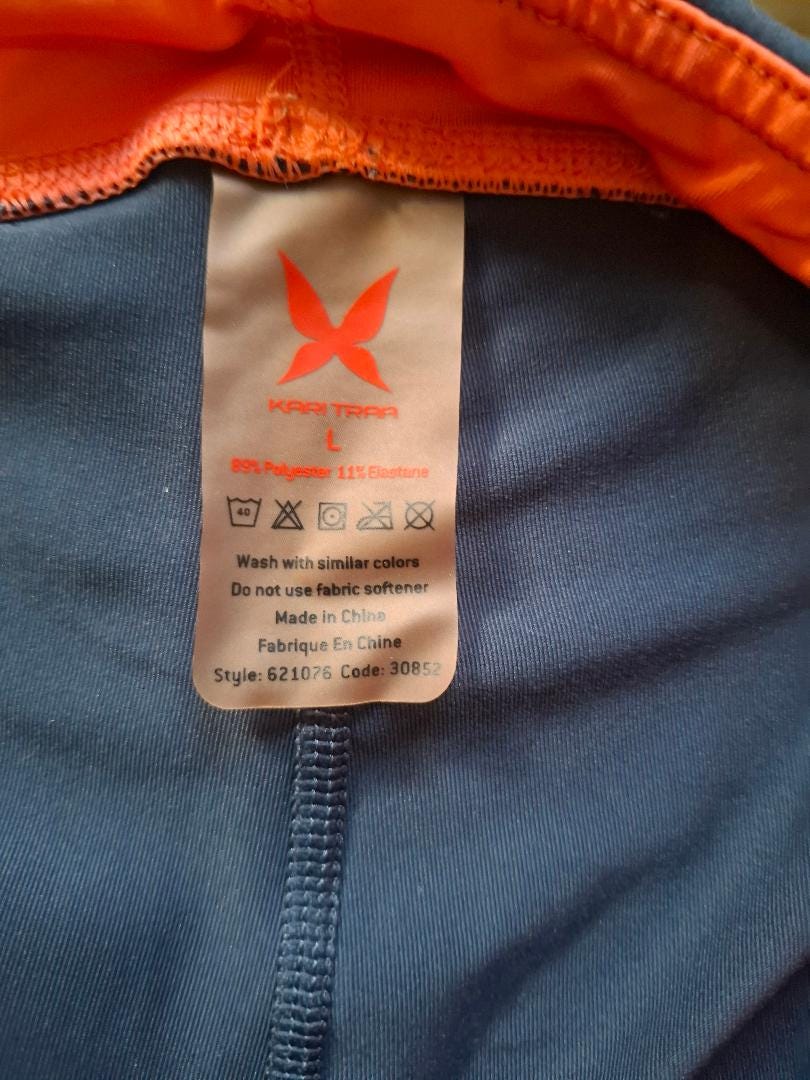 KARI TRAA
L
89% Polyester 11% Elastane
40
Wash with similar colors
Do not use fabric softener
Made in China
Fabrique En Chine
Style: 621076 Code: 30852